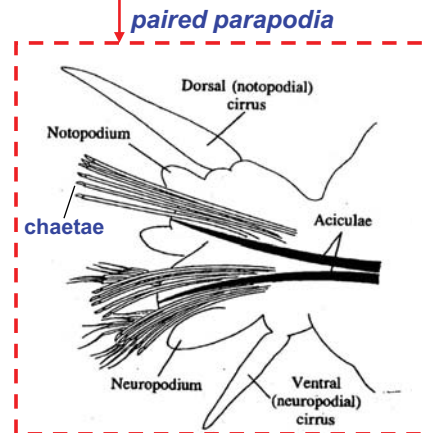 paired parapodia
Dorsal (notopodial)
cirrus
Notopodium
chaetae
Aciculae
Neuropodium
Ventral
(neuropodial)
cirrus